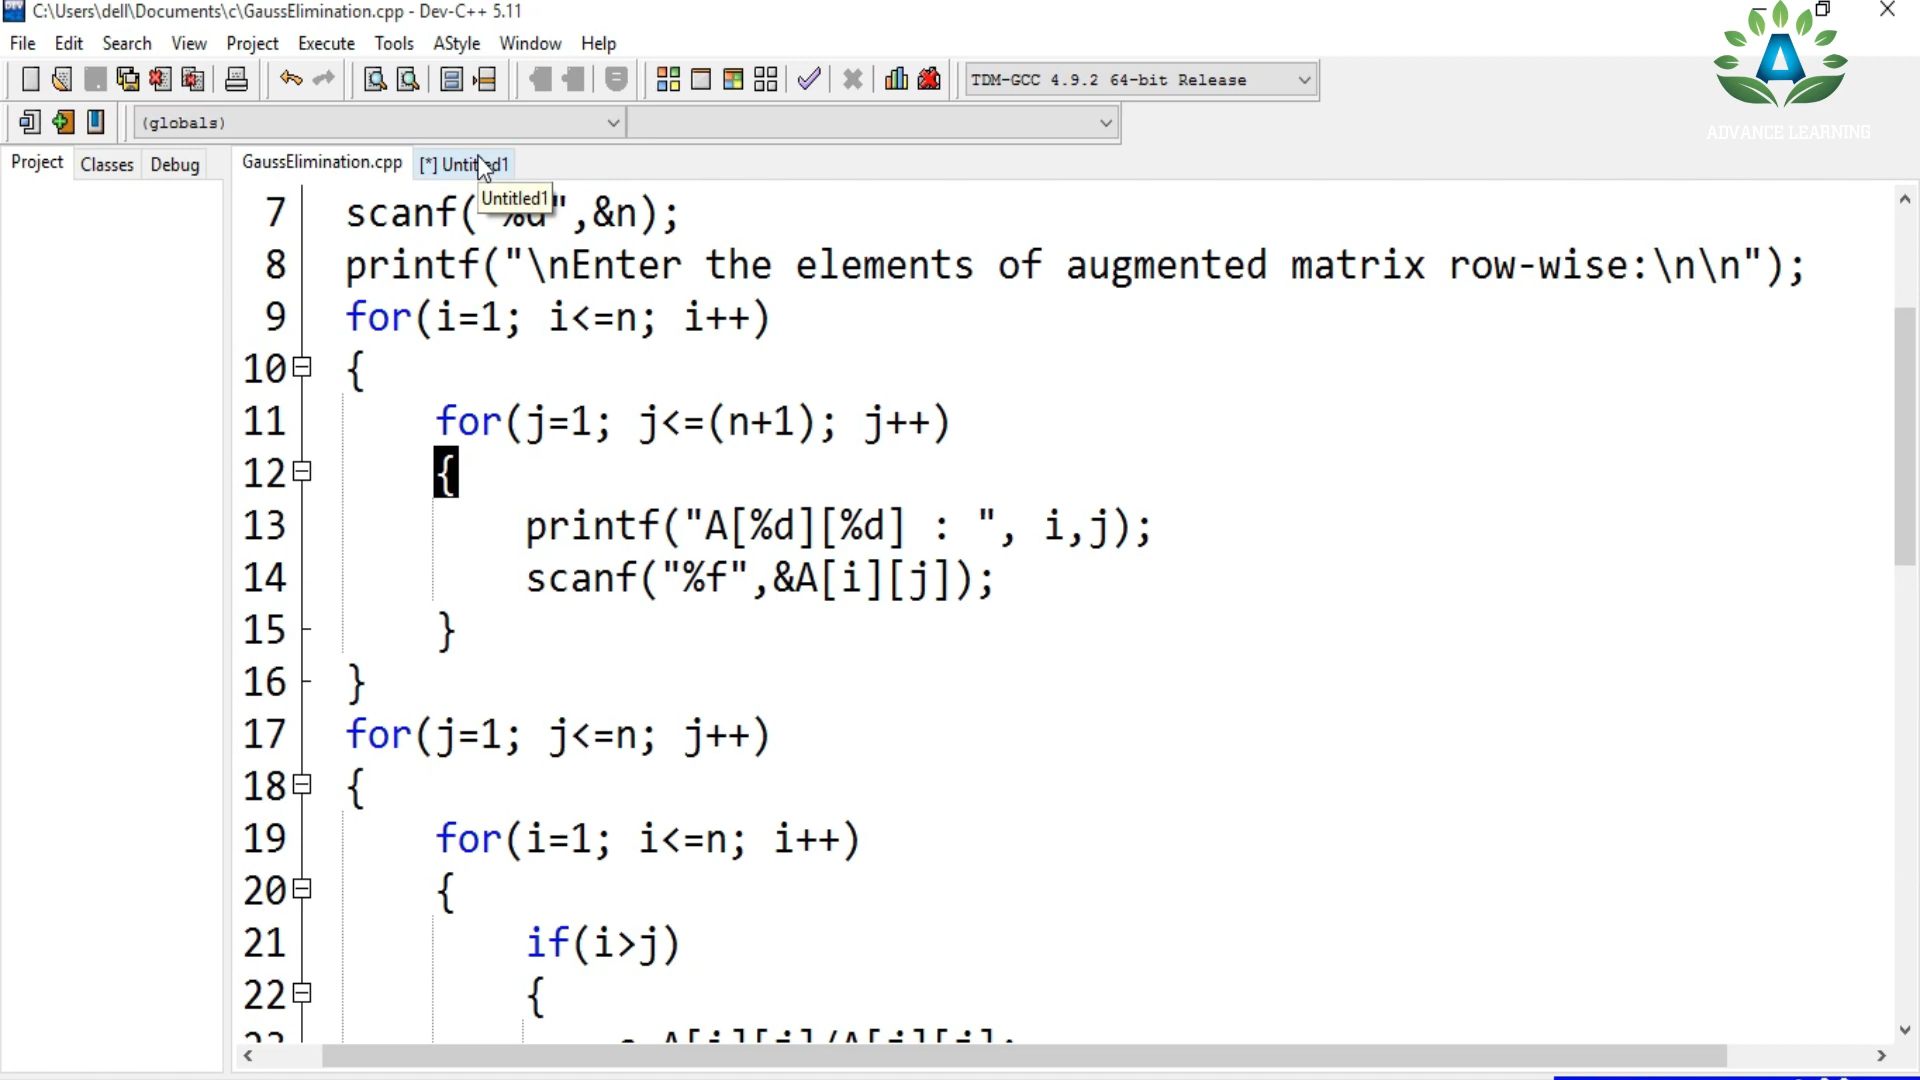 C:\Users\dell\Documents\c\GaussElimination.cpp - Dev-C++ 5.11
File Edit Search View Project Execute Tools AStyle Window Help
TDM-GCC 4.9.2 64-bit Release
ADVANCE LEARNING
(globals)
Project Classes Debug GaussElimination.cpp [*] Untitled1
Untitled1
7 scanf("%d",&n);
8 printf("\nEnter the elements of augmented matrix row-wise:\n\n");
9 for(i=1; i<=n; i++)
10 {
11 for(j=1; j<=(n+1); j++)
12 {
13 printf("A[%d][%d] : ", i,j);
14 scanf("%f",&A[i][j]);
15 }
16 }
17 for(j=1; j<=n; j++)
18 {
19 for(i=1; i<=n; i++)
20 {
21 if(i>j)
22 {